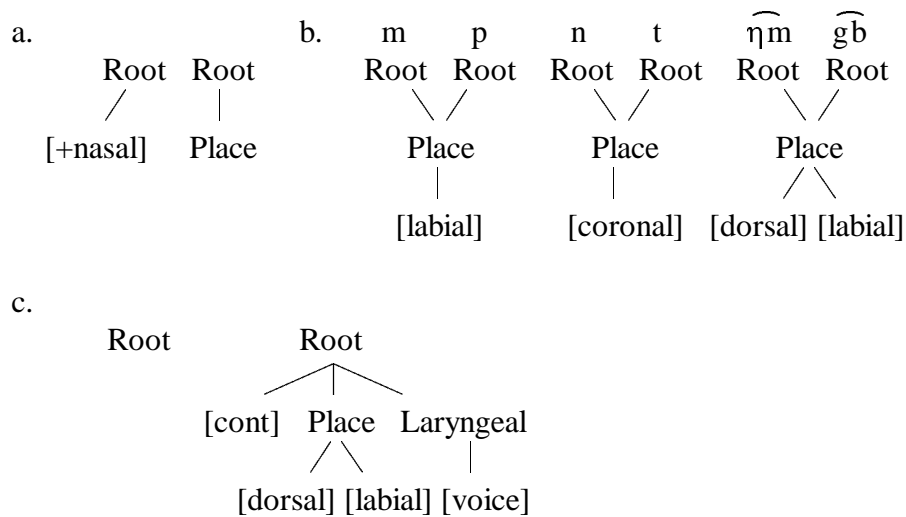 a. b. m p n t η͡m g͡b
Root Root Root Root Root Root Root Root
[+nasal] Place Place Place Place
[labial] [coronal] [dorsal] [labial]
c.
Root Root
[cont] Place Laryngeal
[dorsal] [labial] [voice]